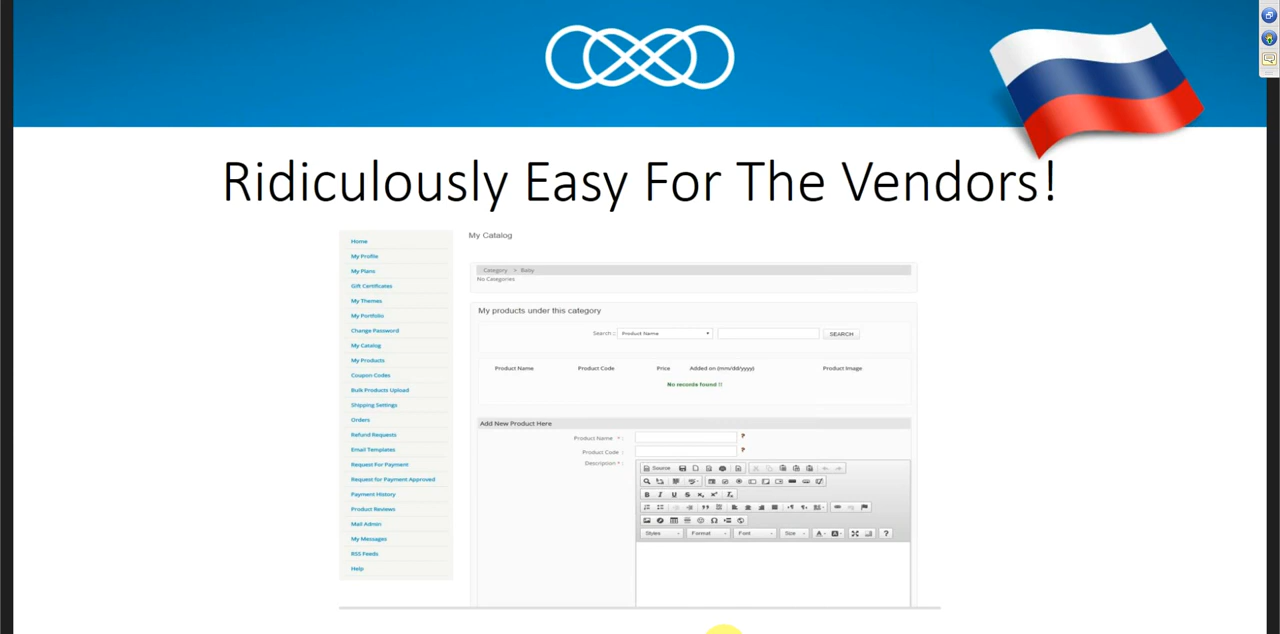 Ridiculously Easy For The Vendors!
Home
My Profile
My Plans
Gift Certificates
My Themes
My Portfolio
Change Password
My Catalog
My Products
Coupon Codes
Bulk Products Upload
Shipping Settings
Orders
Refund Requests
Email Templates
Request For Payment
Request for Payment Approved
Payment History
Product Reviews
Mail Admin
My Messages
RSS Feeds
Help
My Catalog
Category > Baby
No Categories
My products under this category
Search : Product Name SEARCH
Product Name Product Code Price Added on (mm/dd/yyyy) Product Image
No records found !!
Add New Product Here
Product Name * :
Product Code :
Description * :
Source
B I U S
Styles Format Font Size A A ?